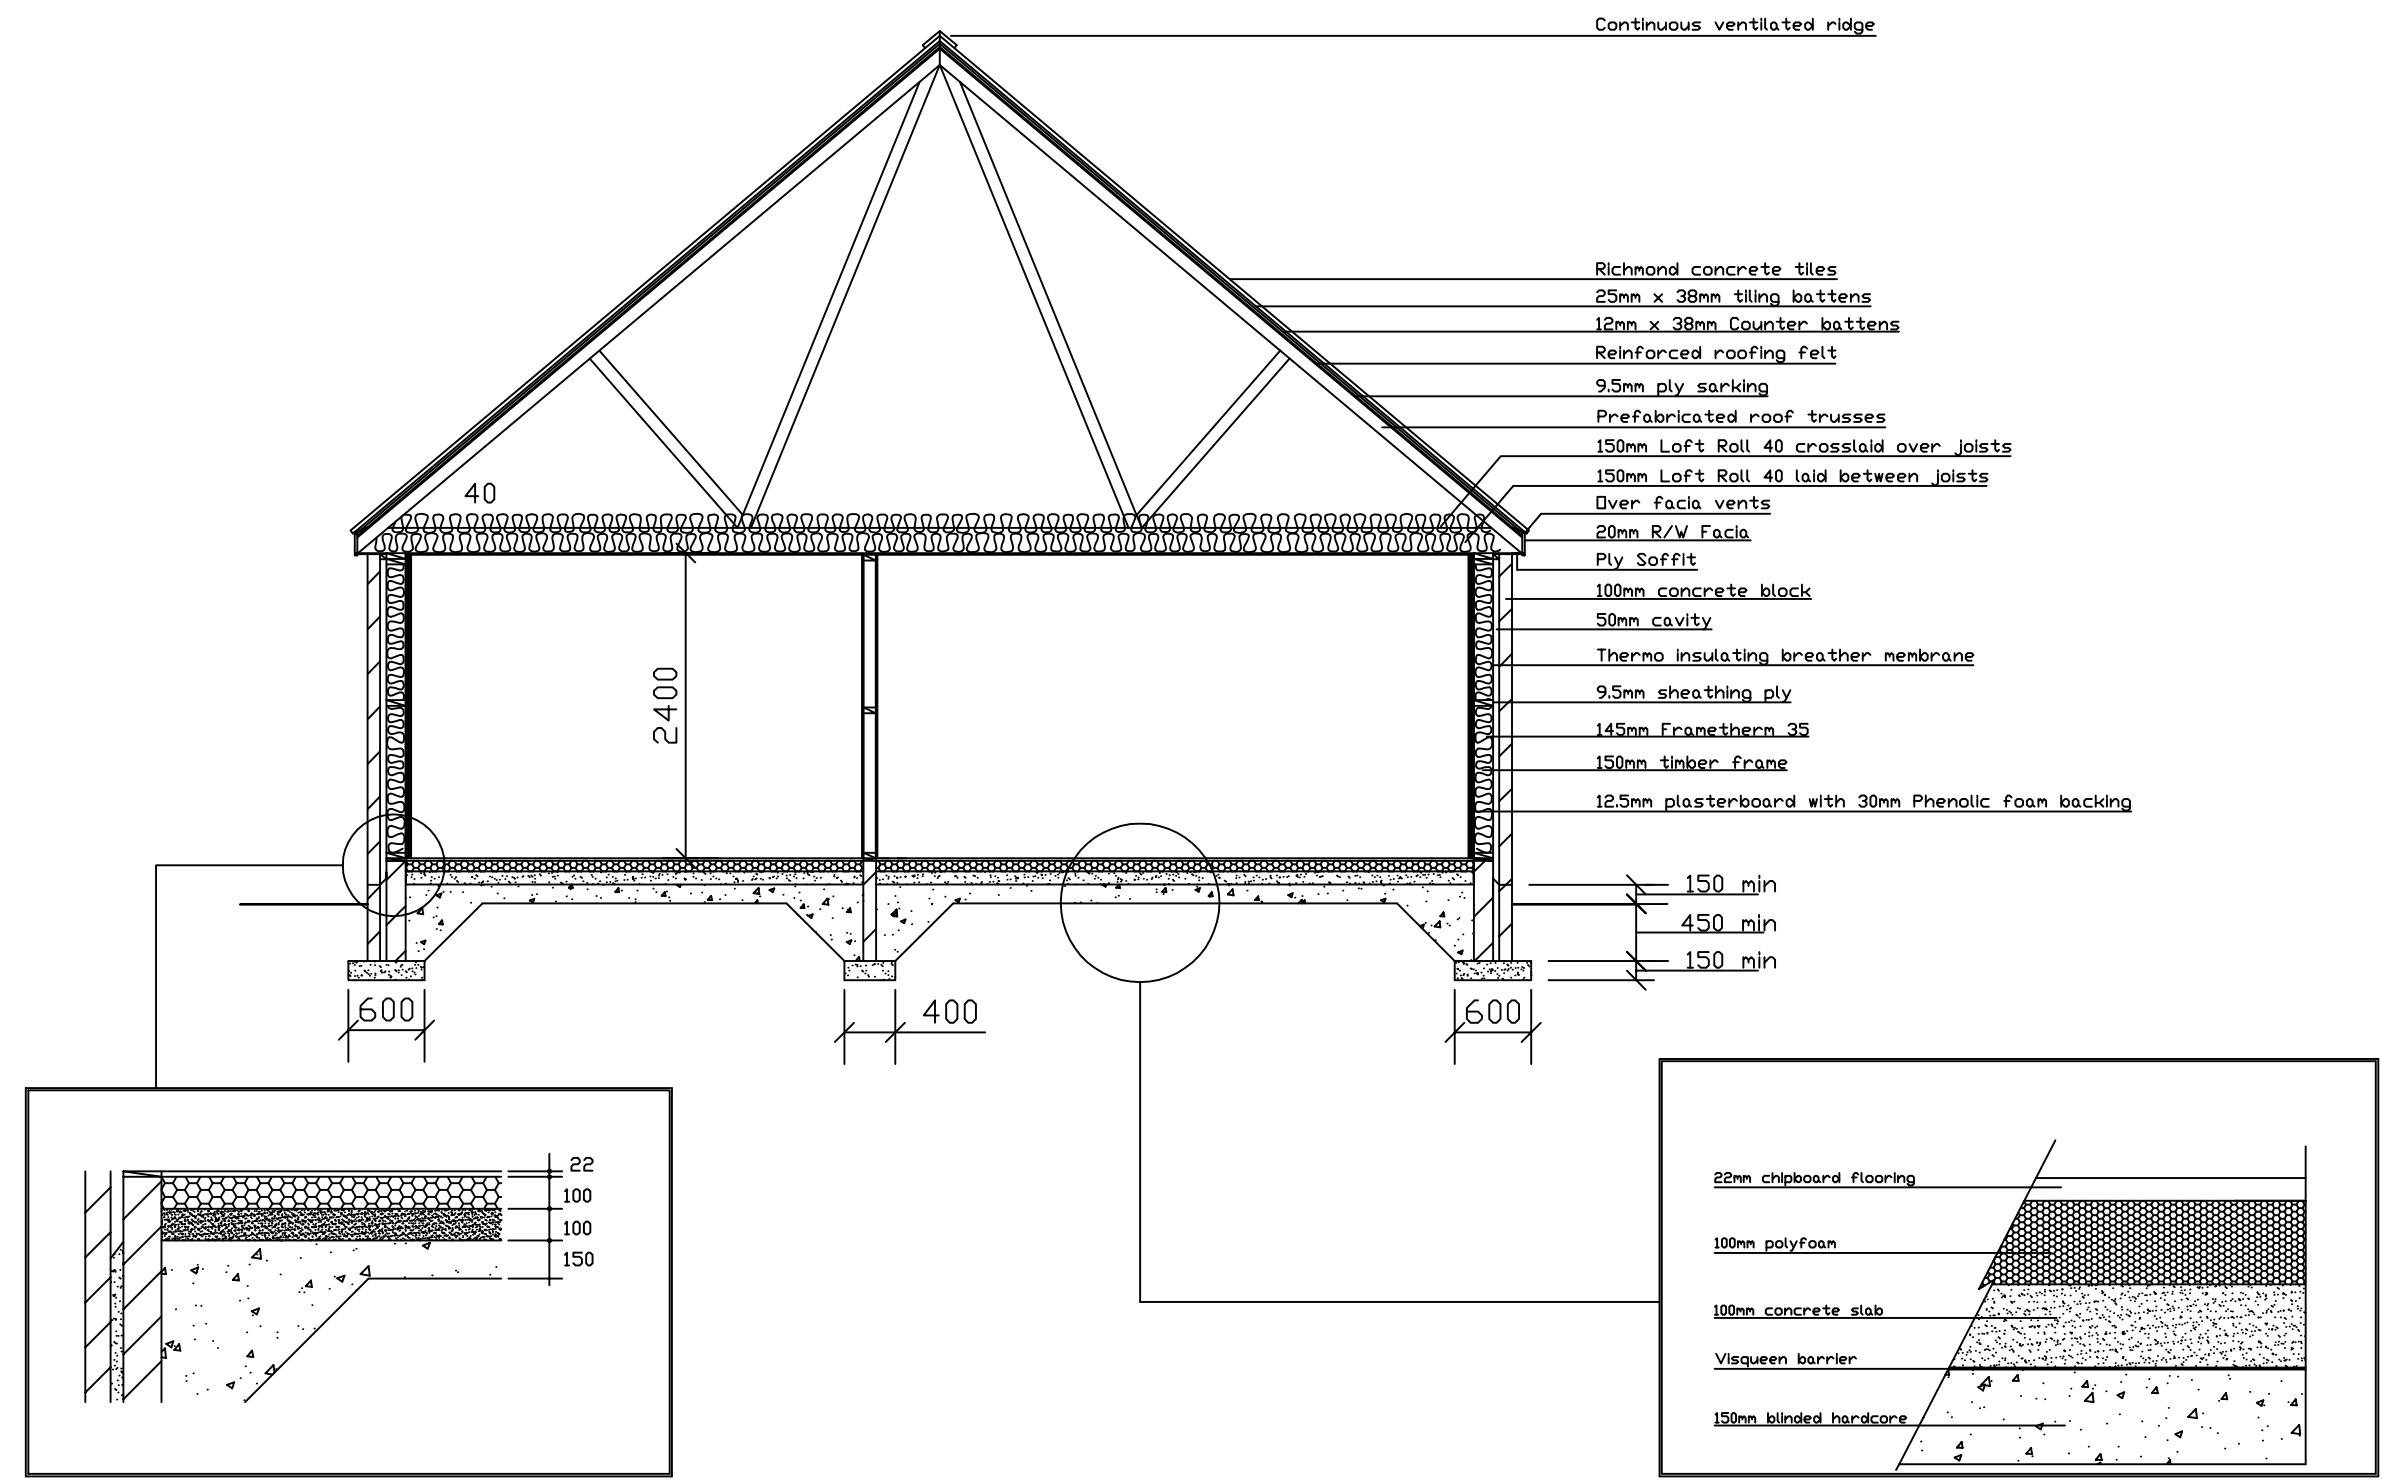 Continuous ventilated ridge
Richmond concrete tiles
25mm x 38mm tiling battens
12mm x 38mm Counter battens
Reinforced roofing felt
9.5mm ply sarking
Prefabricated roof trusses
150mm Loft Roll 40 crosslaid over joists
150mm Loft Roll 40 laid between joists
Over facia vents
20mm R/W Facia
Ply Soffit
100mm concrete block
50mm cavity
Thermo insulating breather membrane
9.5mm sheathing ply
145mm Frametherm 35
150mm timber frame
12.5mm plasterboard with 30mm Phenolic foam backing
40
2400
150 min
450 min
150 min
600
400
600
22
100
100
150
22mm chipboard flooring
100mm polyfoam
100mm concrete slab
Visqueen barrier
150mm blinded hardcore